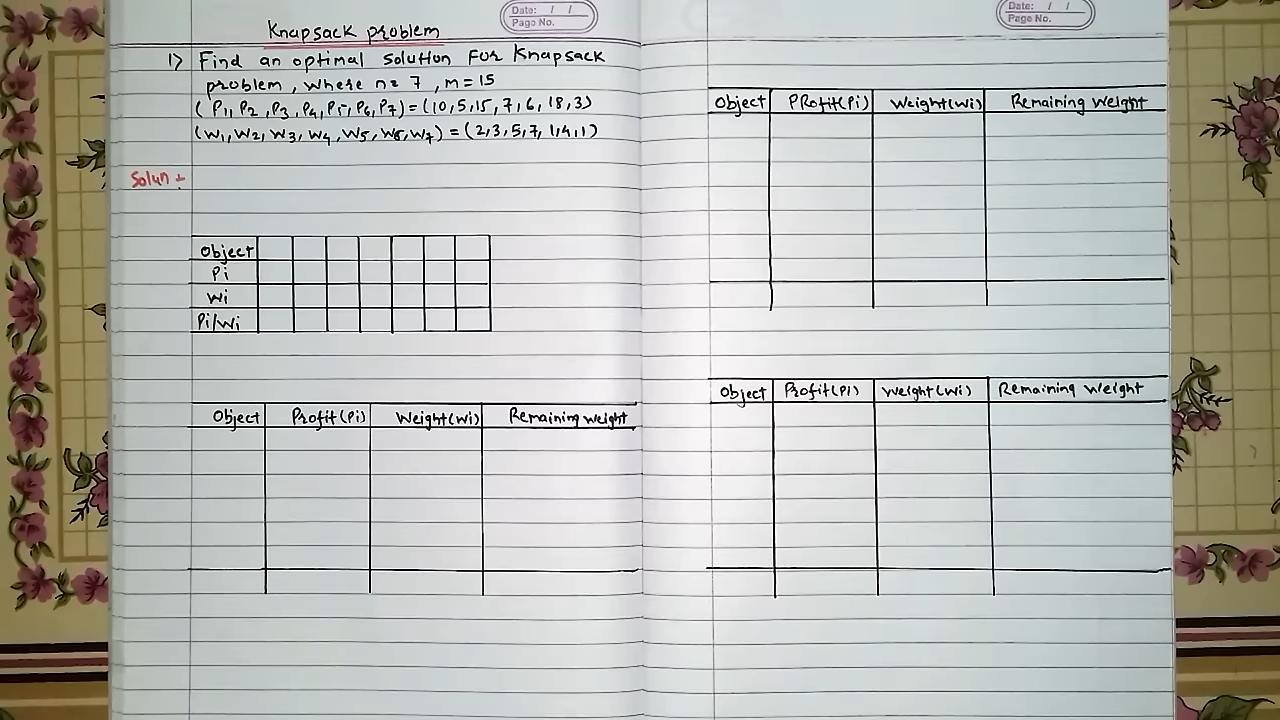 Date: / /
Page No.
Knapsack problem
1) Find an optimal solution For Knapsack
problem, where n= 7, m=15
(P1, P2, P3, P4, P5, P6, P7) = (10,5,15,7,6,18,3)
(W1, W2, W3, W4, W5, W6, W7) = (2,3,5,7,1,4,1)
Solun ÷
Object
Pi
Wi
Pi/Wi
Object Profit(Pi) Weight(Wi) Remaining Weight
Date: / /
Page No.
Object PRofit(Pi) Weight(Wi) Remaining Weight
Object Profit(Pi) Weight(Wi) Remaining Weight